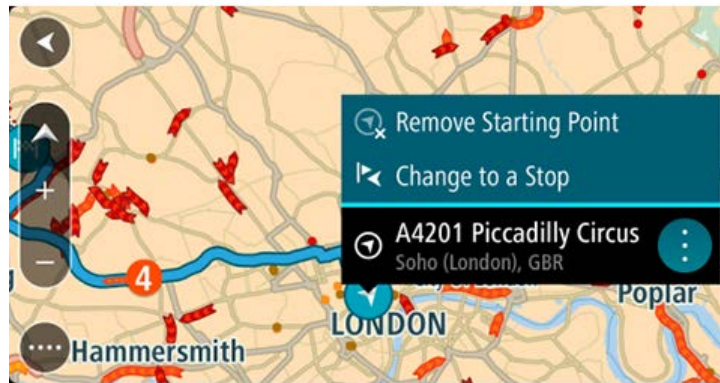 Remove Starting Point
Change to a Stop
A4201 Piccadilly Circus
Soho (London), GBR
4
Poplar
LONDON
Hammersmith